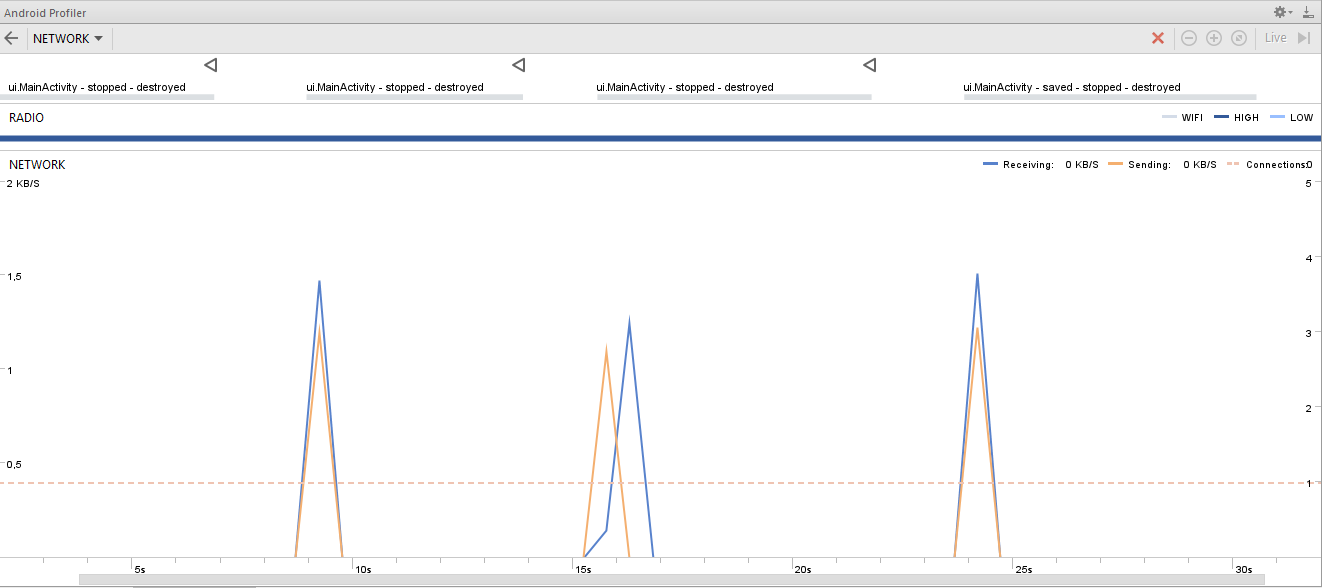 Android Profiler
NETWORK Live
ui.MainActivity - stopped - destroyed ui.MainActivity - stopped - destroyed ui.MainActivity - stopped - destroyed ui.MainActivity - saved - stopped - destroyed
RADIO WIFI HIGH LOW
NETWORK Receiving: 0 KB/S Sending: 0 KB/S Connections:0
2 KB/S 5
4
1,5
3
1
2
0,5
1
5s 10s 15s 20s 25s 30s